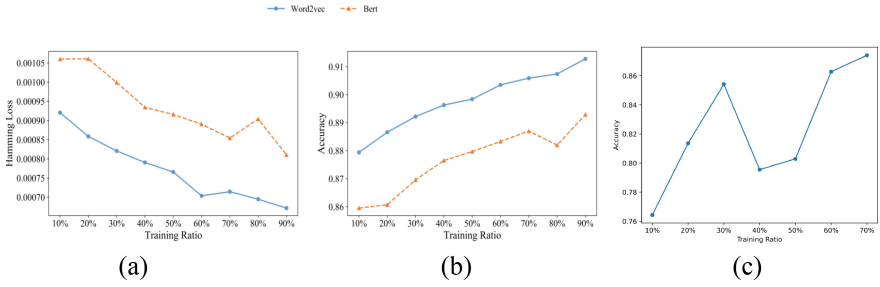 Word2vec Bert
0.00105
0.00100
0.00095
0.00090
0.00085
0.00080
0.00075
0.00070
Hamming Loss
10% 20% 30% 40% 50% 60% 70% 80% 90%
Training Ratio
(a)
0.91
0.90
0.89
0.88
0.87
0.86
Accuracy
10% 20% 30% 40% 50% 60% 70% 80% 90%
Training Ratio
(b)
0.86
0.84
0.82
0.80
0.78
0.76
Accuracy
10% 20% 30% 40% 50% 60% 70%
Training Ratio
(c)